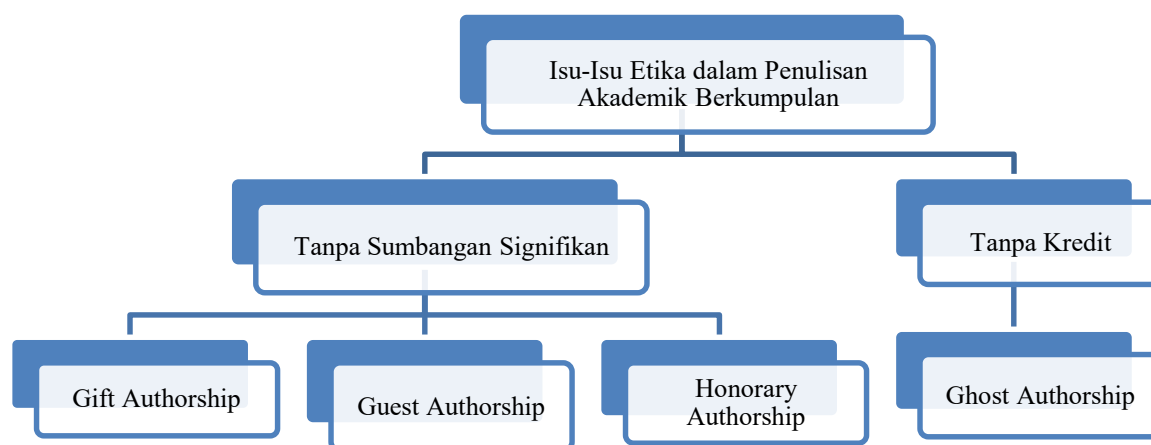 Isu-Isu Etika dalam Penulisan
Akademik Berkumpulan
Tanpa Sumbangan Signifikan
Tanpa Kredit
Gift Authorship
Guest Authorship
Honorary
Authorship
Ghost Authorship